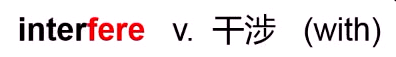 interfere v. 干涉 (with)